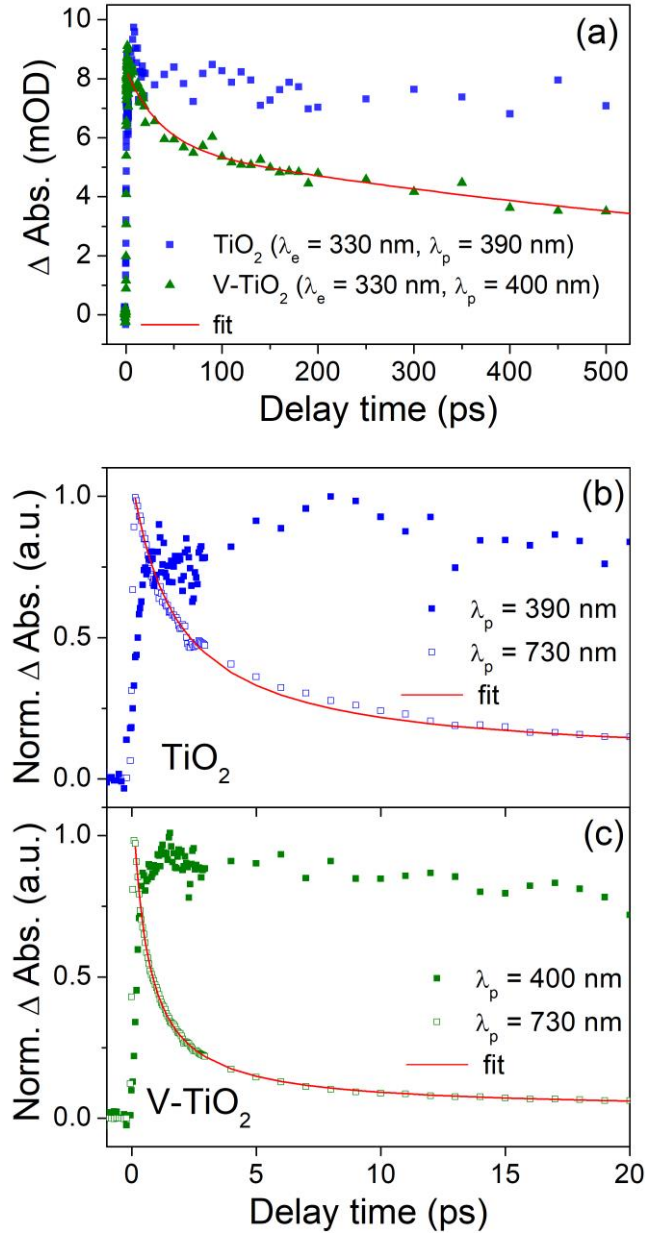 (a)
Δ Abs. (mOD)
10
8
6
4
2
0
TiO₂ (λₑ = 330 nm, λₚ = 390 nm)
V-TiO₂ (λₑ = 330 nm, λₚ = 400 nm)
fit
0 100 200 300 400 500
Delay time (ps)
(b)
Norm. Δ Abs. (a.u.)
1.0
0.5
0.0
λₚ = 390 nm
λₚ = 730 nm
fit
TiO₂
(c)
Norm. Δ Abs. (a.u.)
1.0
0.5
0.0
λₚ = 400 nm
λₚ = 730 nm
fit
V-TiO₂
0 5 10 15 20
Delay time (ps)